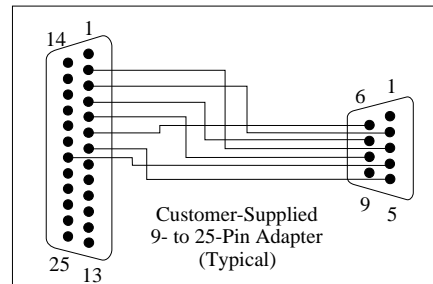 14 1
6 1
9 5
25 13
Customer-Supplied
9- to 25-Pin Adapter
(Typical)